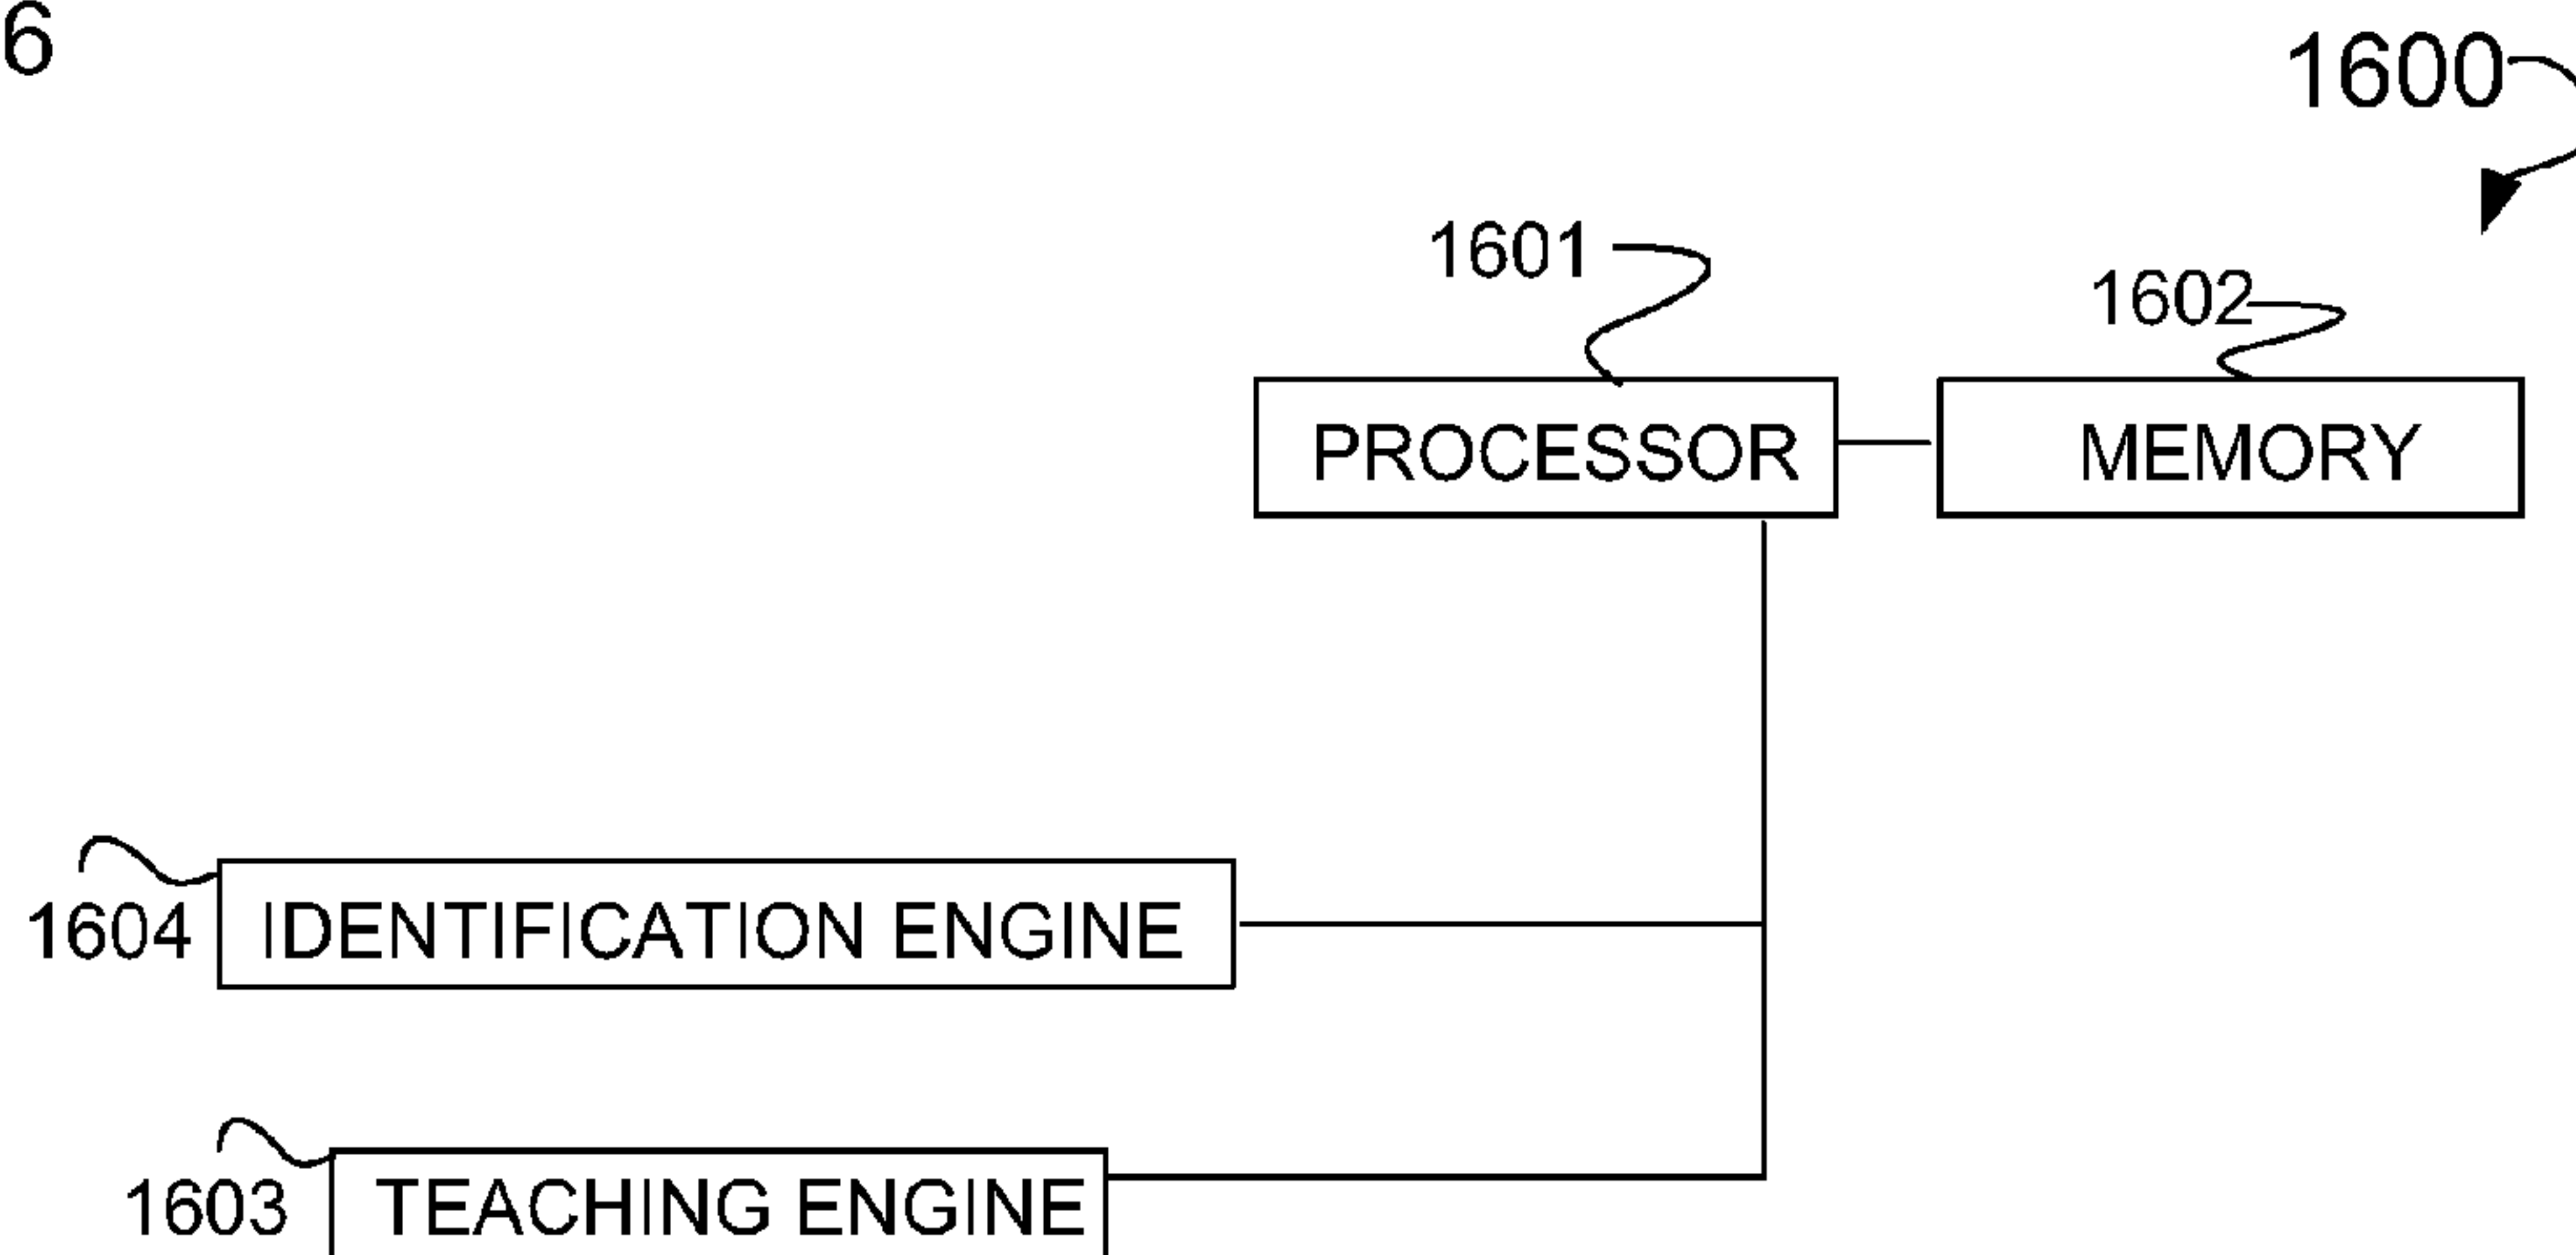 6
1600
1601
1602
PROCESSOR
MEMORY
1604
IDENTIFICATION ENGINE
1603
TEACHING ENGINE